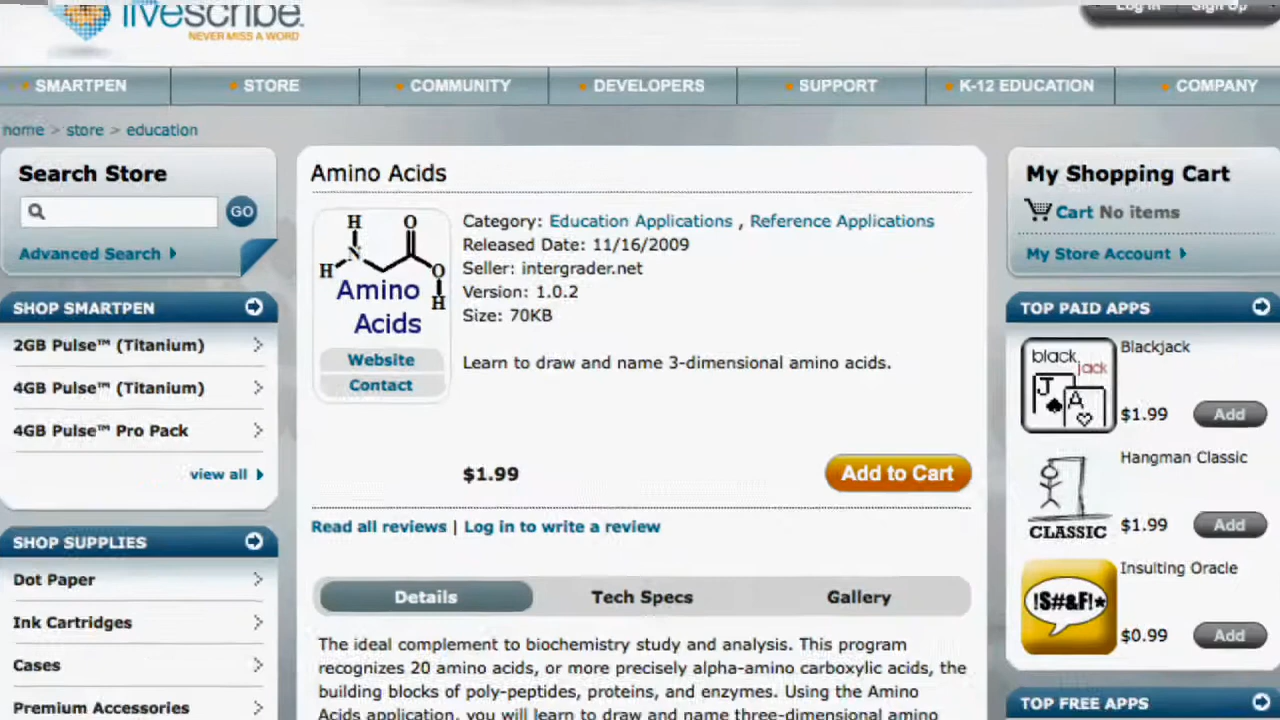 livescribe
NEVER MISS A WORD
Log In Sign Up
SMARTPEN
STORE
COMMUNITY
DEVELOPERS
SUPPORT
K-12 EDUCATION
COMPANY
home > store > education
Search Store
GO
Advanced Search
SHOP SMARTPEN
2GB Pulse™ (Titanium)
4GB Pulse™ (Titanium)
4GB Pulse™ Pro Pack
view all
SHOP SUPPLIES
Dot Paper
Ink Cartridges
Cases
Premium Accessories
Amino Acids
H O
N
H O
H
Amino
Acids
Website
Contact
Category: Education Applications , Reference Applications
Released Date: 11/16/2009
Seller: intergrader.net
Version: 1.0.2
Size: 70KB
Learn to draw and name 3-dimensional amino acids.
$1.99
Add to Cart
Read all reviews | Log in to write a review
Details
Tech Specs
Gallery
The ideal complement to biochemistry study and analysis. This program
recognizes 20 amino acids, or more precisely alpha-amino carboxylic acids, the
building blocks of poly-peptides, proteins, and enzymes. Using the Amino
Acids application, you will learn to draw and name three-dimensional amino
My Shopping Cart
Cart No items
My Store Account
TOP PAID APPS
black
jack
J
A
Blackjack
$1.99 Add
CLASSIC
Hangman Classic
$1.99 Add
!$#&F!*
Insulting Oracle
$0.99 Add
TOP FREE APPS